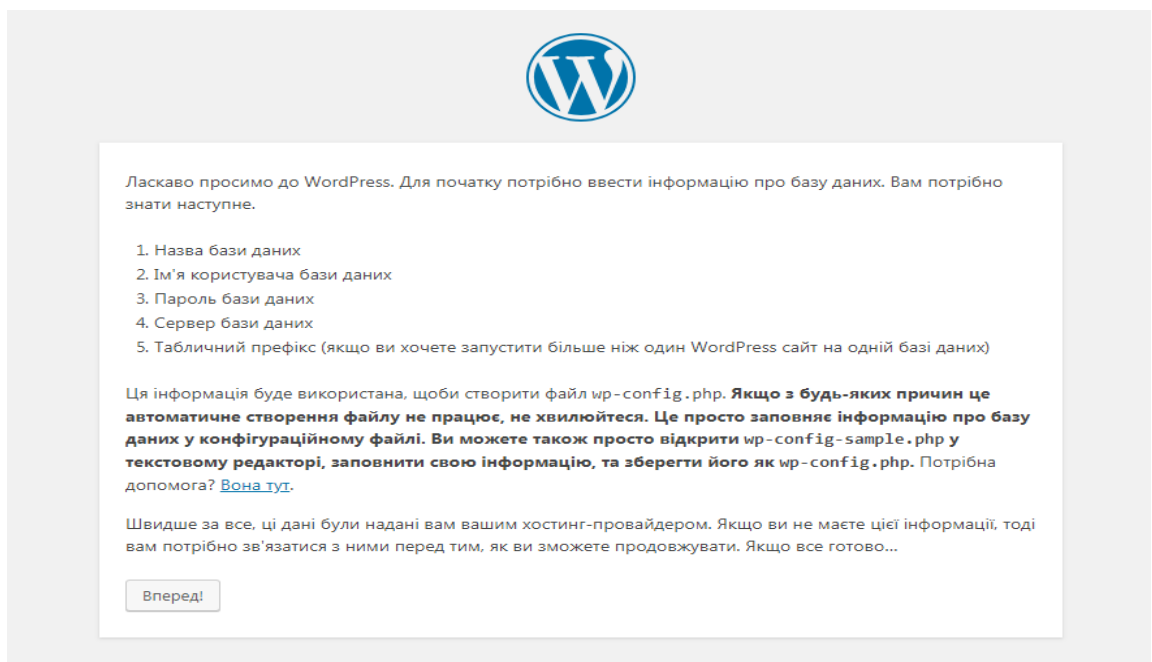 Ласкаво просимо до WordPress. Для початку потрібно ввести інформацію про базу даних. Вам потрібно
знати наступне.
1. Назва бази даних
2. Ім'я користувача бази даних
3. Пароль бази даних
4. Сервер бази даних
5. Табличний префікс (якщо ви хочете запустити більше ніж один WordPress сайт на одній базі даних)
Ця інформація буде використана, щоби створити файл wp-config.php. Якщо з будь-яких причин це
автоматичне створення файлу не працює, не хвилюйтеся. Це просто заповняє інформацію про базу
даних у конфігураційному файлі. Ви можете також просто відкрити wp-config-sample.php у
текстовому редакторі, заповнити свою інформацію, та зберегти його як wp-config.php. Потрібна
допомога? Вона тут.
Швидше за все, ці дані були надані вам вашим хостинг-провайдером. Якщо ви не маєте цієї інформації, тоді
вам потрібно зв'язатися з ними перед тим, як ви зможете продовжувати. Якщо все готово...
Вперед!